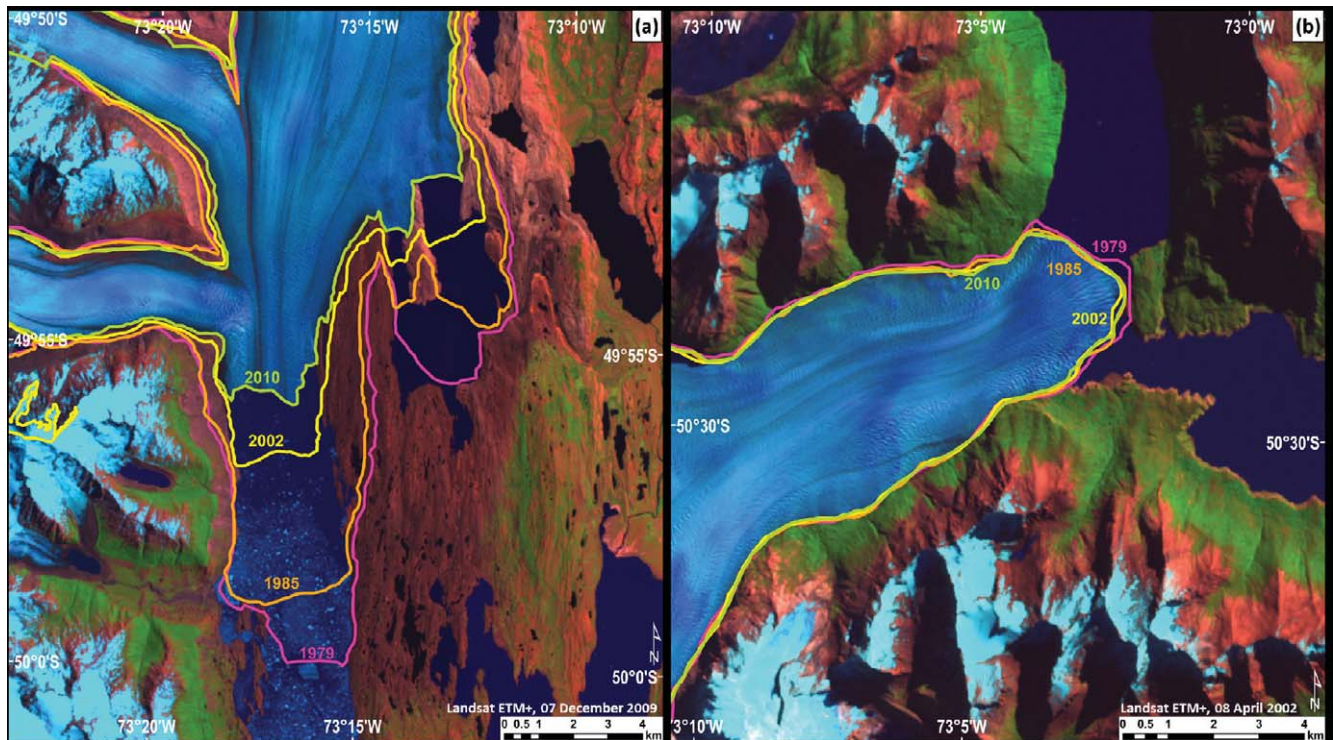 49°50'S
73°20'W
73°15'W
73°10'W
(a)
49°55'S
49°55'S
2010
2002
1985
1979
50°0'S
50°0'S
N
Landsat ETM+, 07 December 2009
73°20'W
73°15'W
0 0.5 1 2 3 4
km
73°10'W
73°5'W
73°0'W
(b)
1979
1985
2010
2002
50°30'S
50°30'S
N
Landsat ETM+, 08 April 2002
73°10'W
73°5'W
0 0.5 1 2 3 4
km